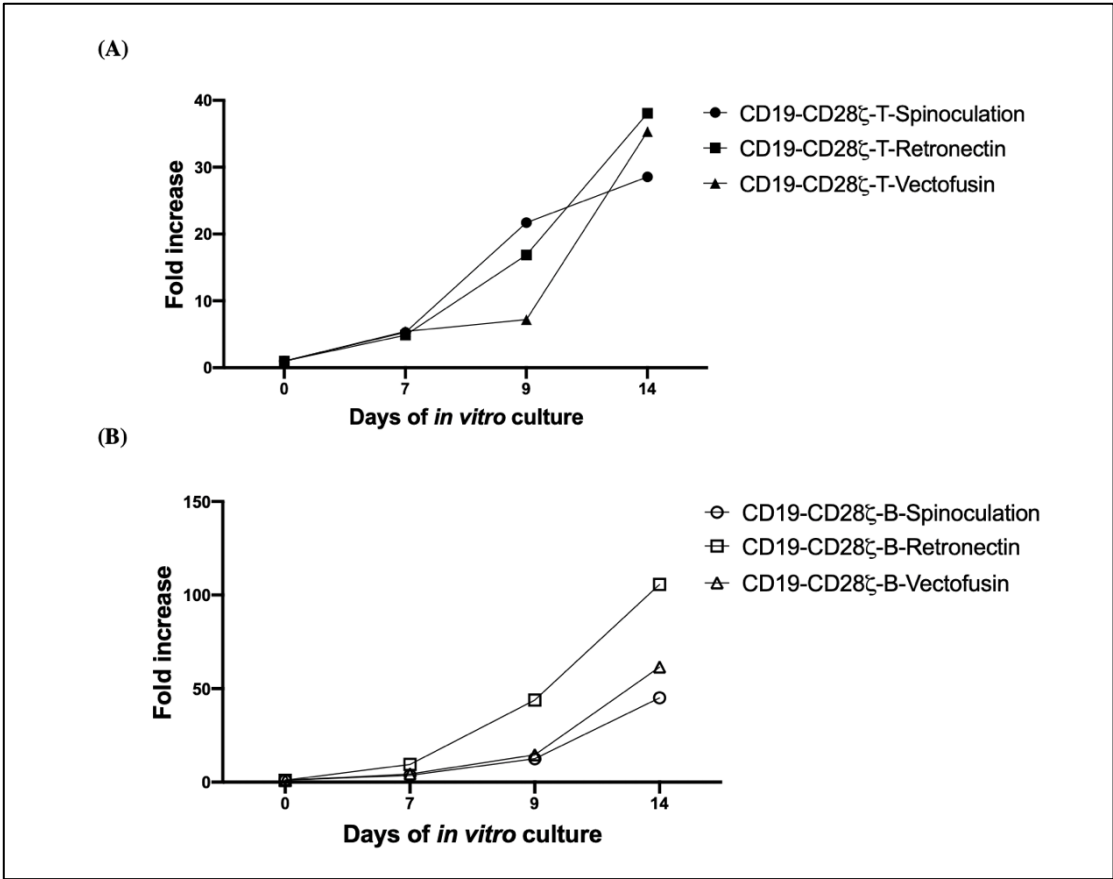 (A)
40
30
20
10
0
Fold increase
0 7 9 14
Days of in vitro culture
CD19-CD28ζ-T-Spinoculation
CD19-CD28ζ-T-Retronectin
CD19-CD28ζ-T-Vectofusin
(B)
150
100
50
0
Fold increase
0 7 9 14
Days of in vitro culture
CD19-CD28ζ-B-Spinoculation
CD19-CD28ζ-B-Retronectin
CD19-CD28ζ-B-Vectofusin